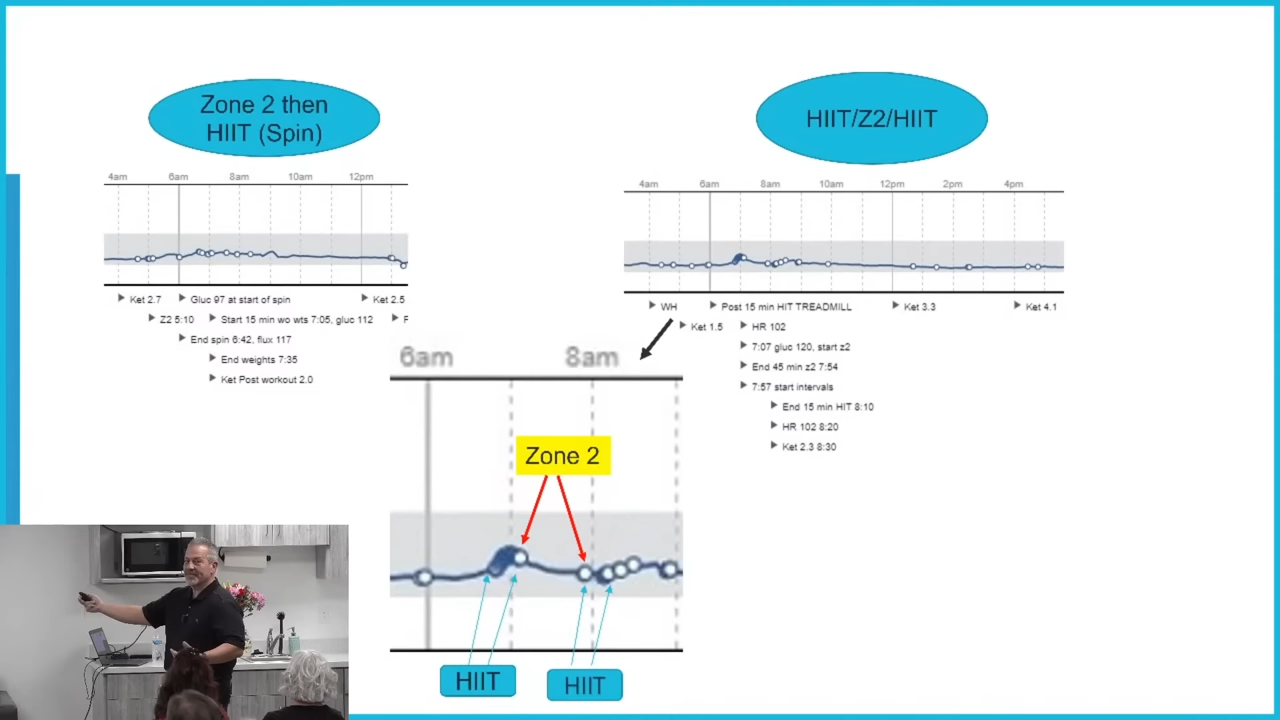 Zone 2 then
HIIT (Spin)
4am 6am 8am 10am 12pm
Ket 2.7
Gluc 97 at start of spin
Ket 2.5
Z2 5:10
Start 15 min wo wts 7:05, gluc 112
F
End spin 6:42, flux 117
End weights 7:35
Ket Post workout 2.0
HIIT/Z2/HIIT
4am 6am 8am 10am 12pm 2pm 4pm
WH
Post 15 min HIT TREADMILL
Ket 3.3
Ket 4.1
Ket 1.5
HR 102
7:07 gluc 120, start z2
End 45 min z2 7:54
7:57 start intervals
End 15 min HIT 8:10
HR 102 8:20
Ket 2.3 8:30
6am 8am
Zone 2
HIIT
HIIT